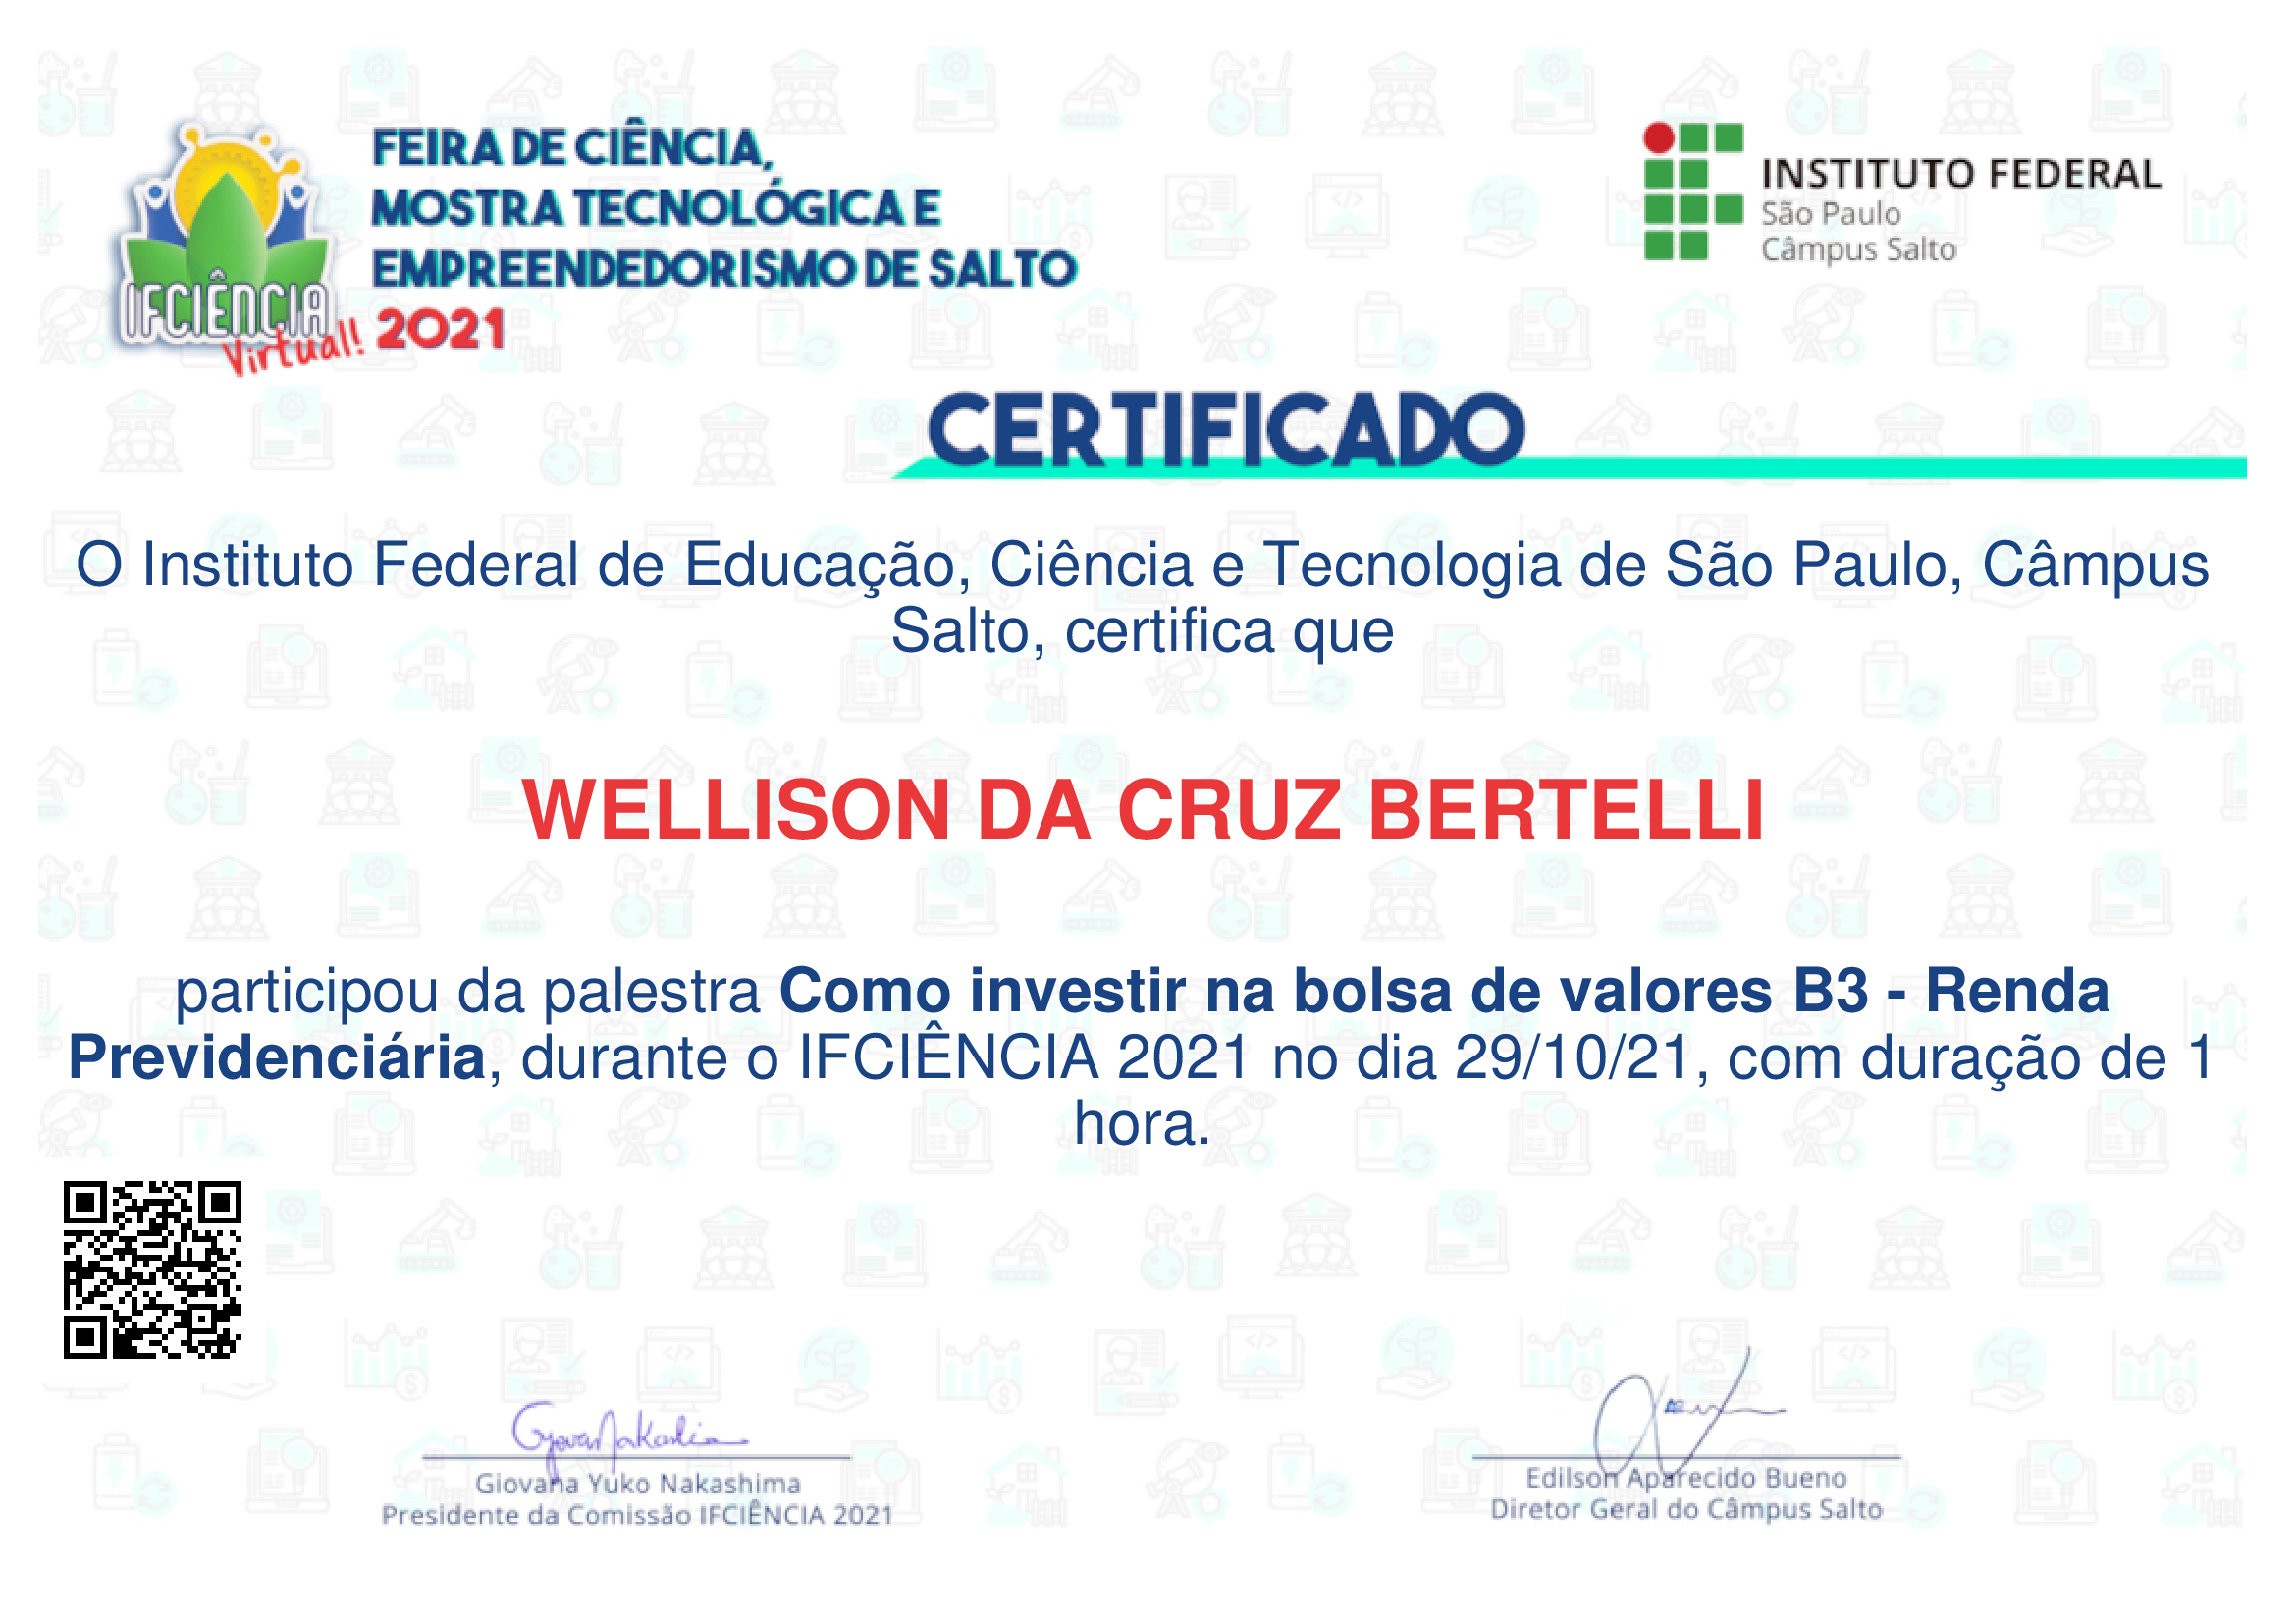 FEIRA DE CIÊNCIA,
MOSTRA TECNOLÓGICA E
EMPREENDEDORISMO DE SALTO
2021
IFCIÊNCIA
Virtual!
INSTITUTO FEDERAL
São Paulo
Câmpus Salto
CERTIFICADO
O Instituto Federal de Educação, Ciência e Tecnologia de São Paulo, Câmpus
Salto, certifica que
WELLISON DA CRUZ BERTELLI
participou da palestra Como investir na bolsa de valores B3 - Renda
Previdenciária, durante o IFCIÊNCIA 2021 no dia 29/10/21, com duração de 1
hora.
Giovana Yuko Nakashima
Presidente da Comissão IFCIÊNCIA 2021
Edilson Aparecido Bueno
Diretor Geral do Câmpus Salto